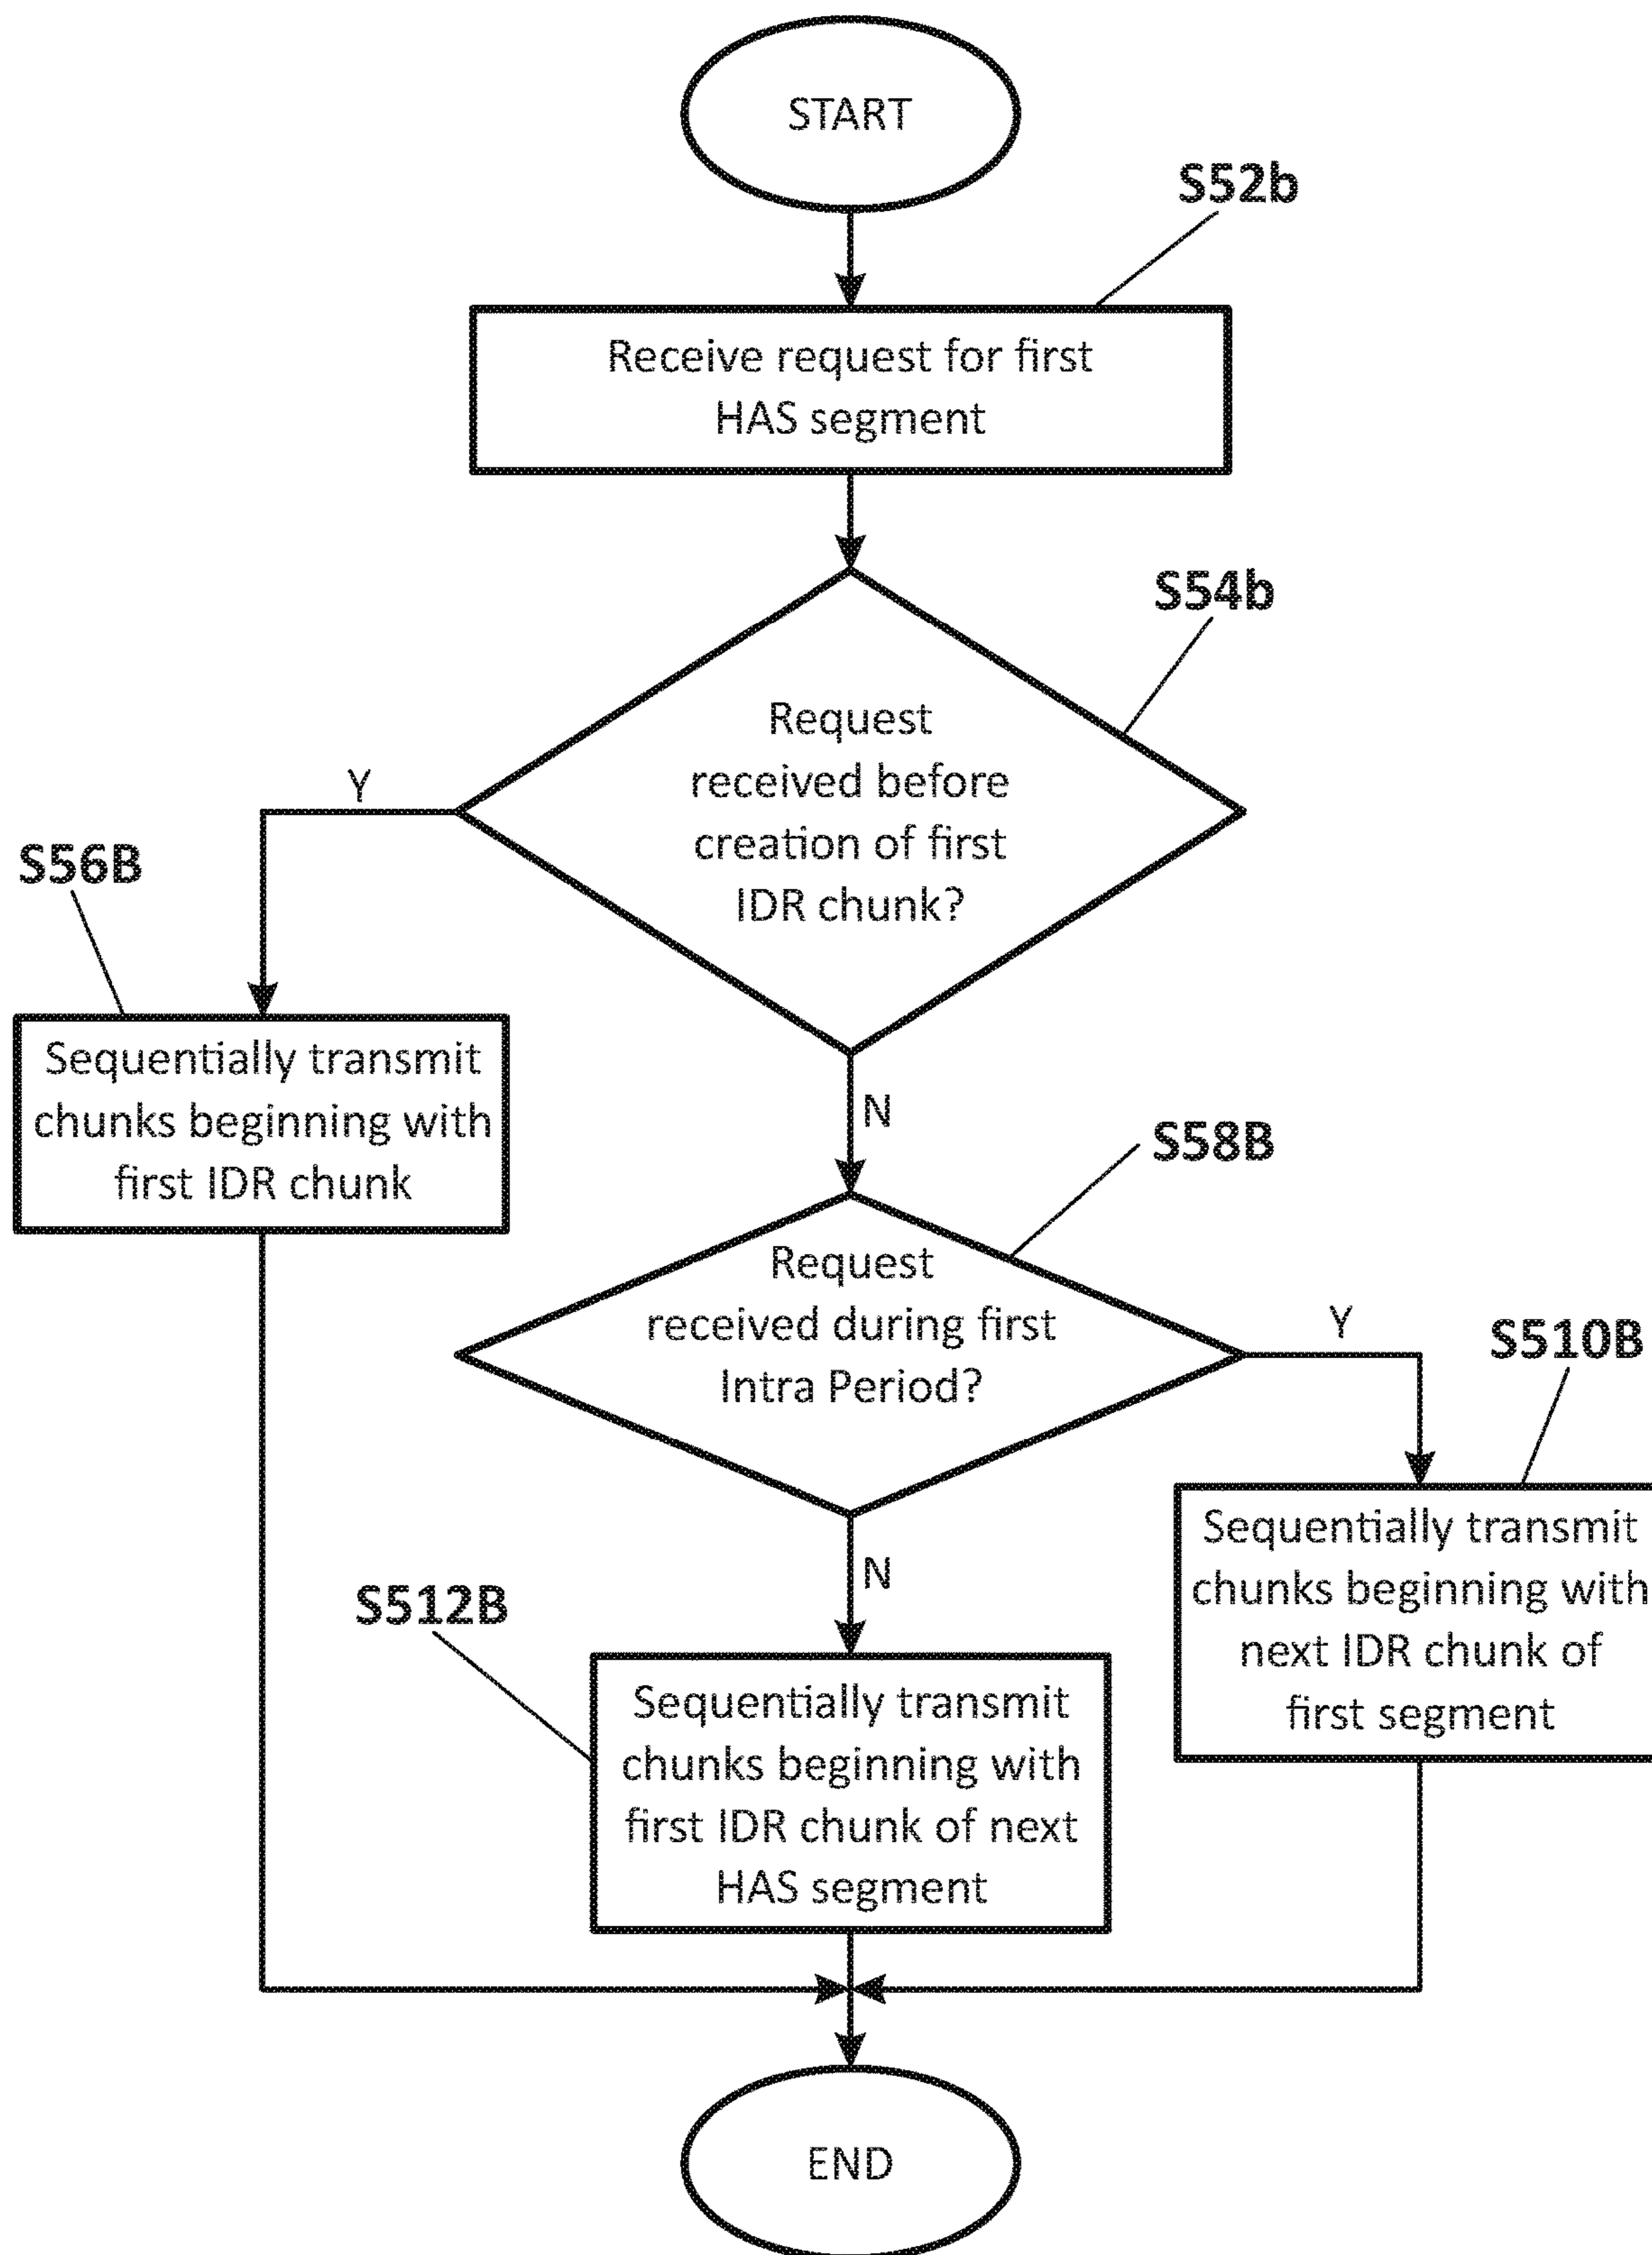 START
S52b
Receive request for first
HAS segment
S54b
Request
received before
creation of first
IDR chunk?
Y
S56B
Sequentially transmit
chunks beginning with
first IDR chunk
N
S58B
Request
received during first
Intra Period?
Y
S510B
Sequentially transmit
chunks beginning with
next IDR chunk of
first segment
N
S512B
Sequentially transmit
chunks beginning with
first IDR chunk of next
HAS segment
END